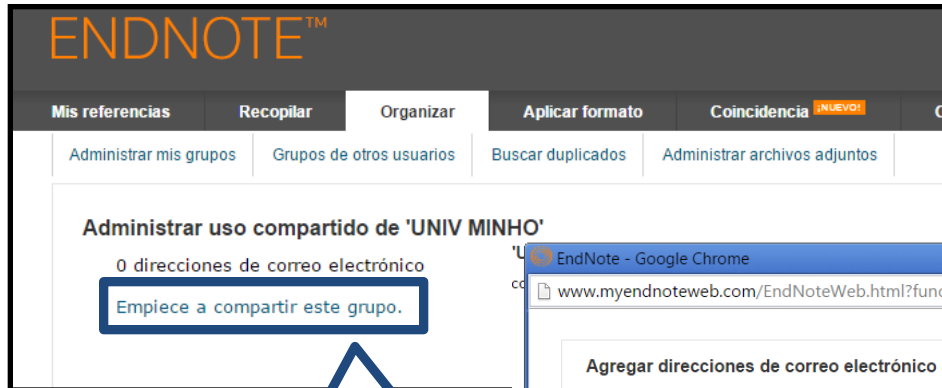 ENDNOTE™
Mis referencias Recopilar Organizar Aplicar formato Coincidencia ¡NUEVO!
Administrar mis grupos Grupos de otros usuarios Buscar duplicados Administrar archivos adjuntos
Administrar uso compartido de 'UNIV MINHO'
0 direcciones de correo electrónico
Empiece a compartir este grupo.
EndNote - Google Chrome
www.myendnoteweb.com/EndNoteWeb.html?func
Agregar direcciones de correo electrónico